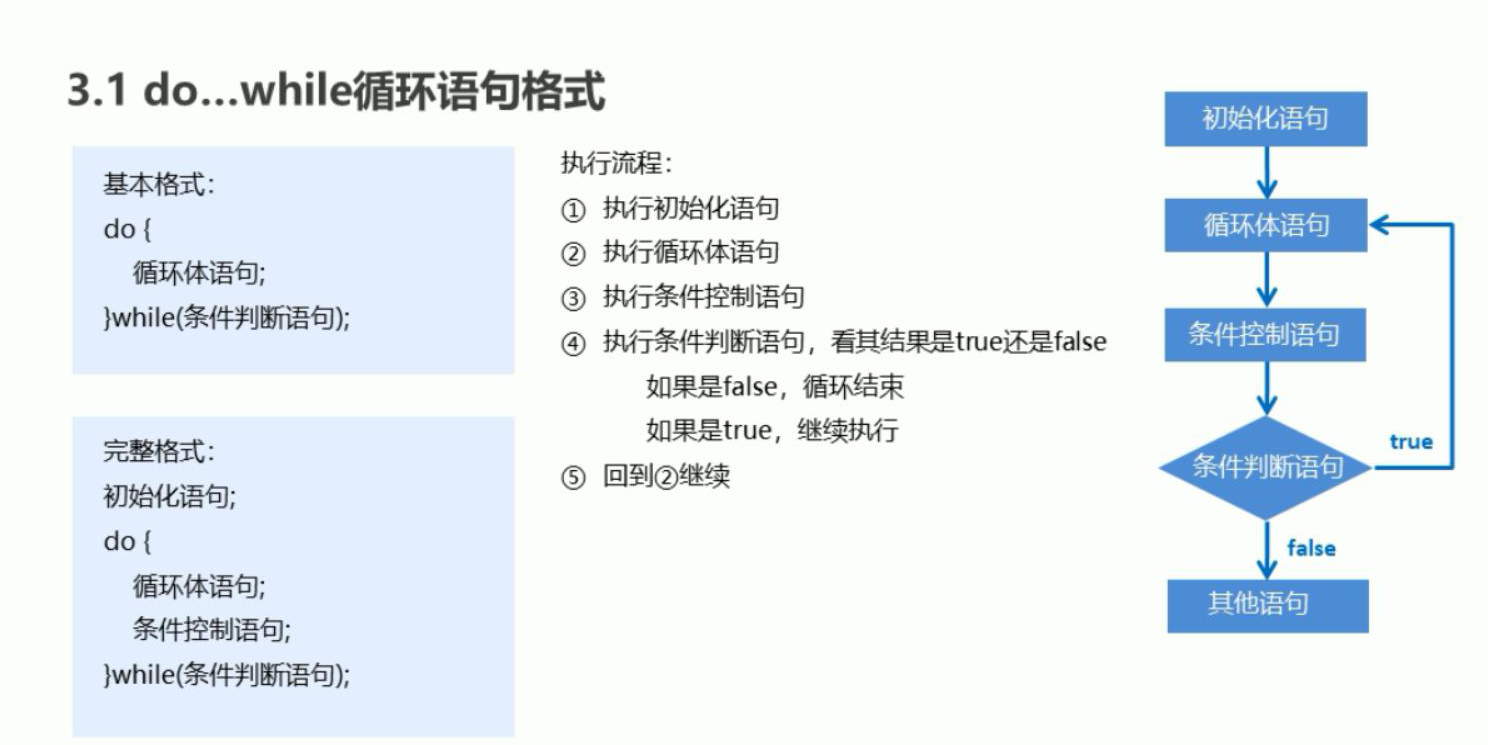 3.1 do...while循环语句格式
基本格式：
do {
循环体语句;
}while(条件判断语句);
完整格式：
初始化语句;
do {
循环体语句;
条件控制语句;
}while(条件判断语句);
执行流程：
① 执行初始化语句
② 执行循环体语句
③ 执行条件控制语句
④ 执行条件判断语句，看其结果是true还是false
如果是false，循环结束
如果是true，继续执行
⑤ 回到②继续
初始化语句
循环体语句
条件控制语句
条件判断语句
true
false
其他语句